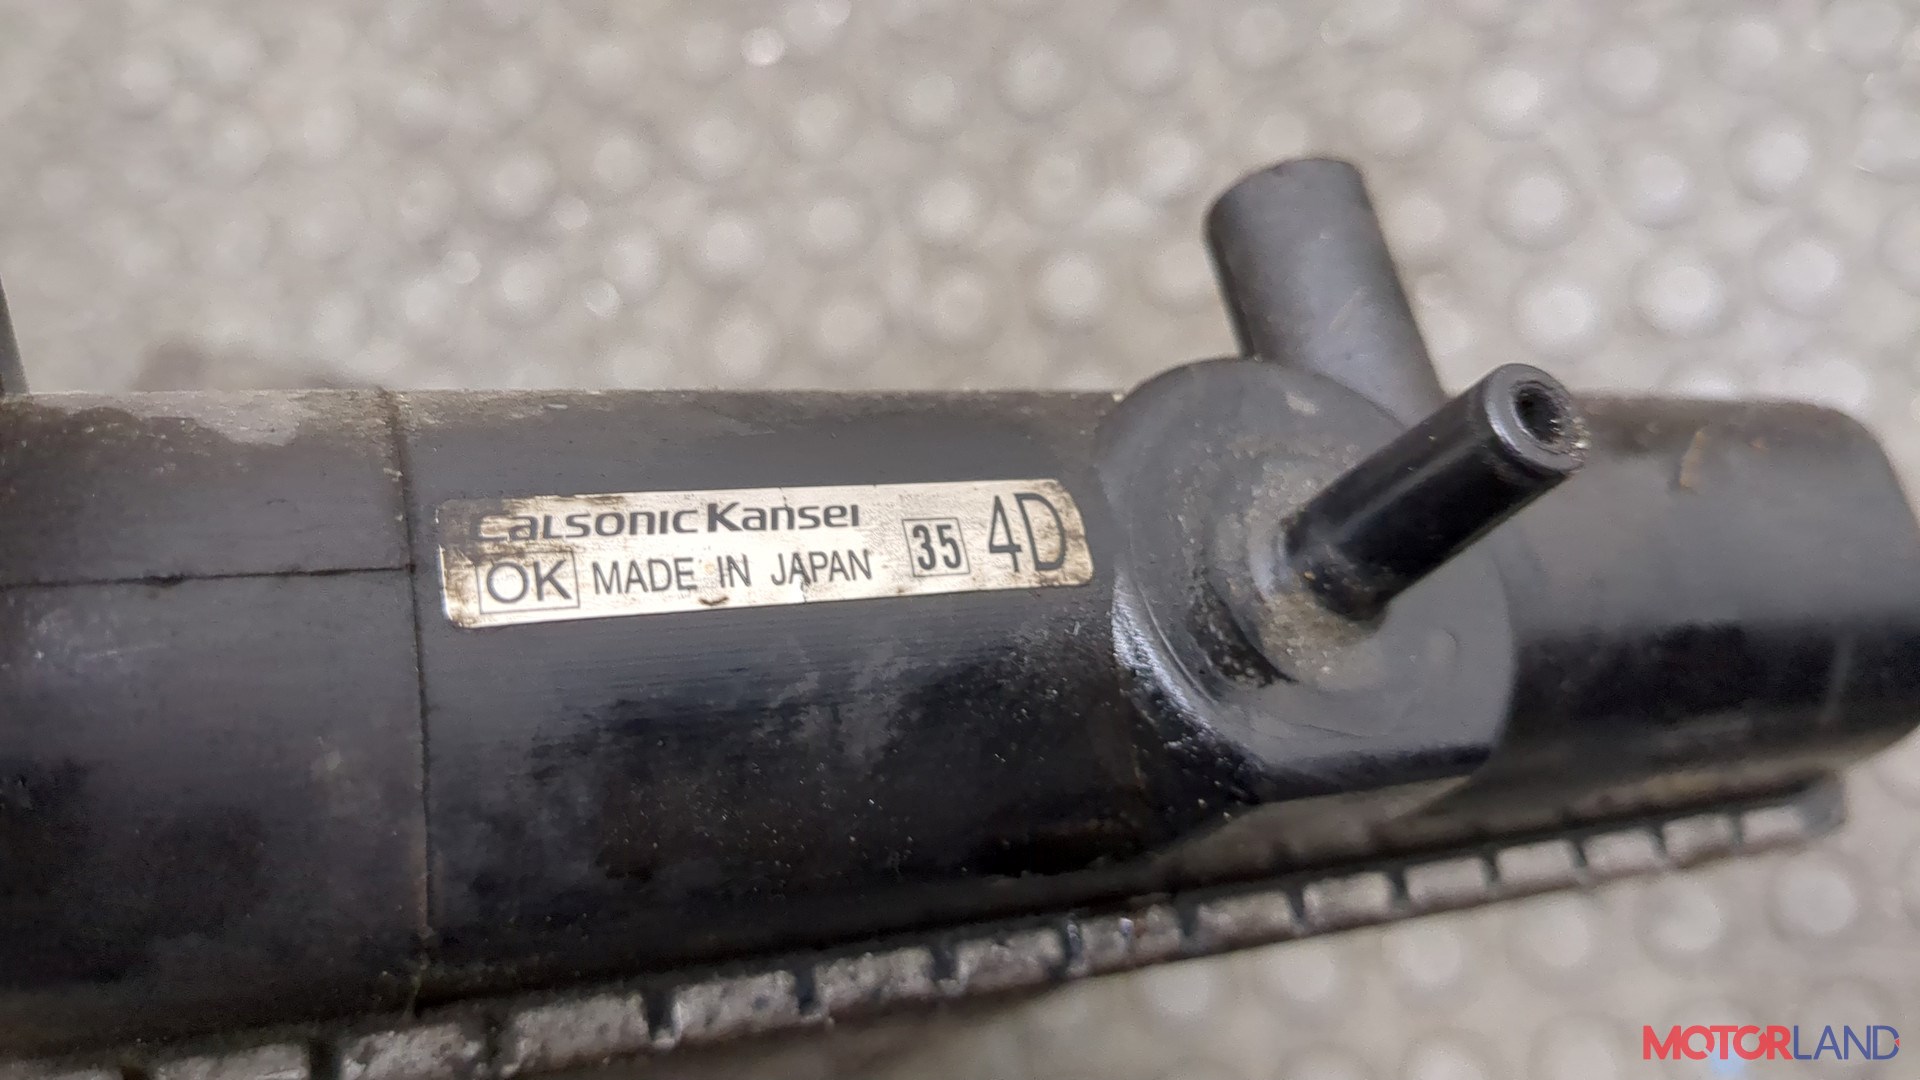 CalsonicKansei
OK MADE IN JAPAN 35 4D
MOTORLAND